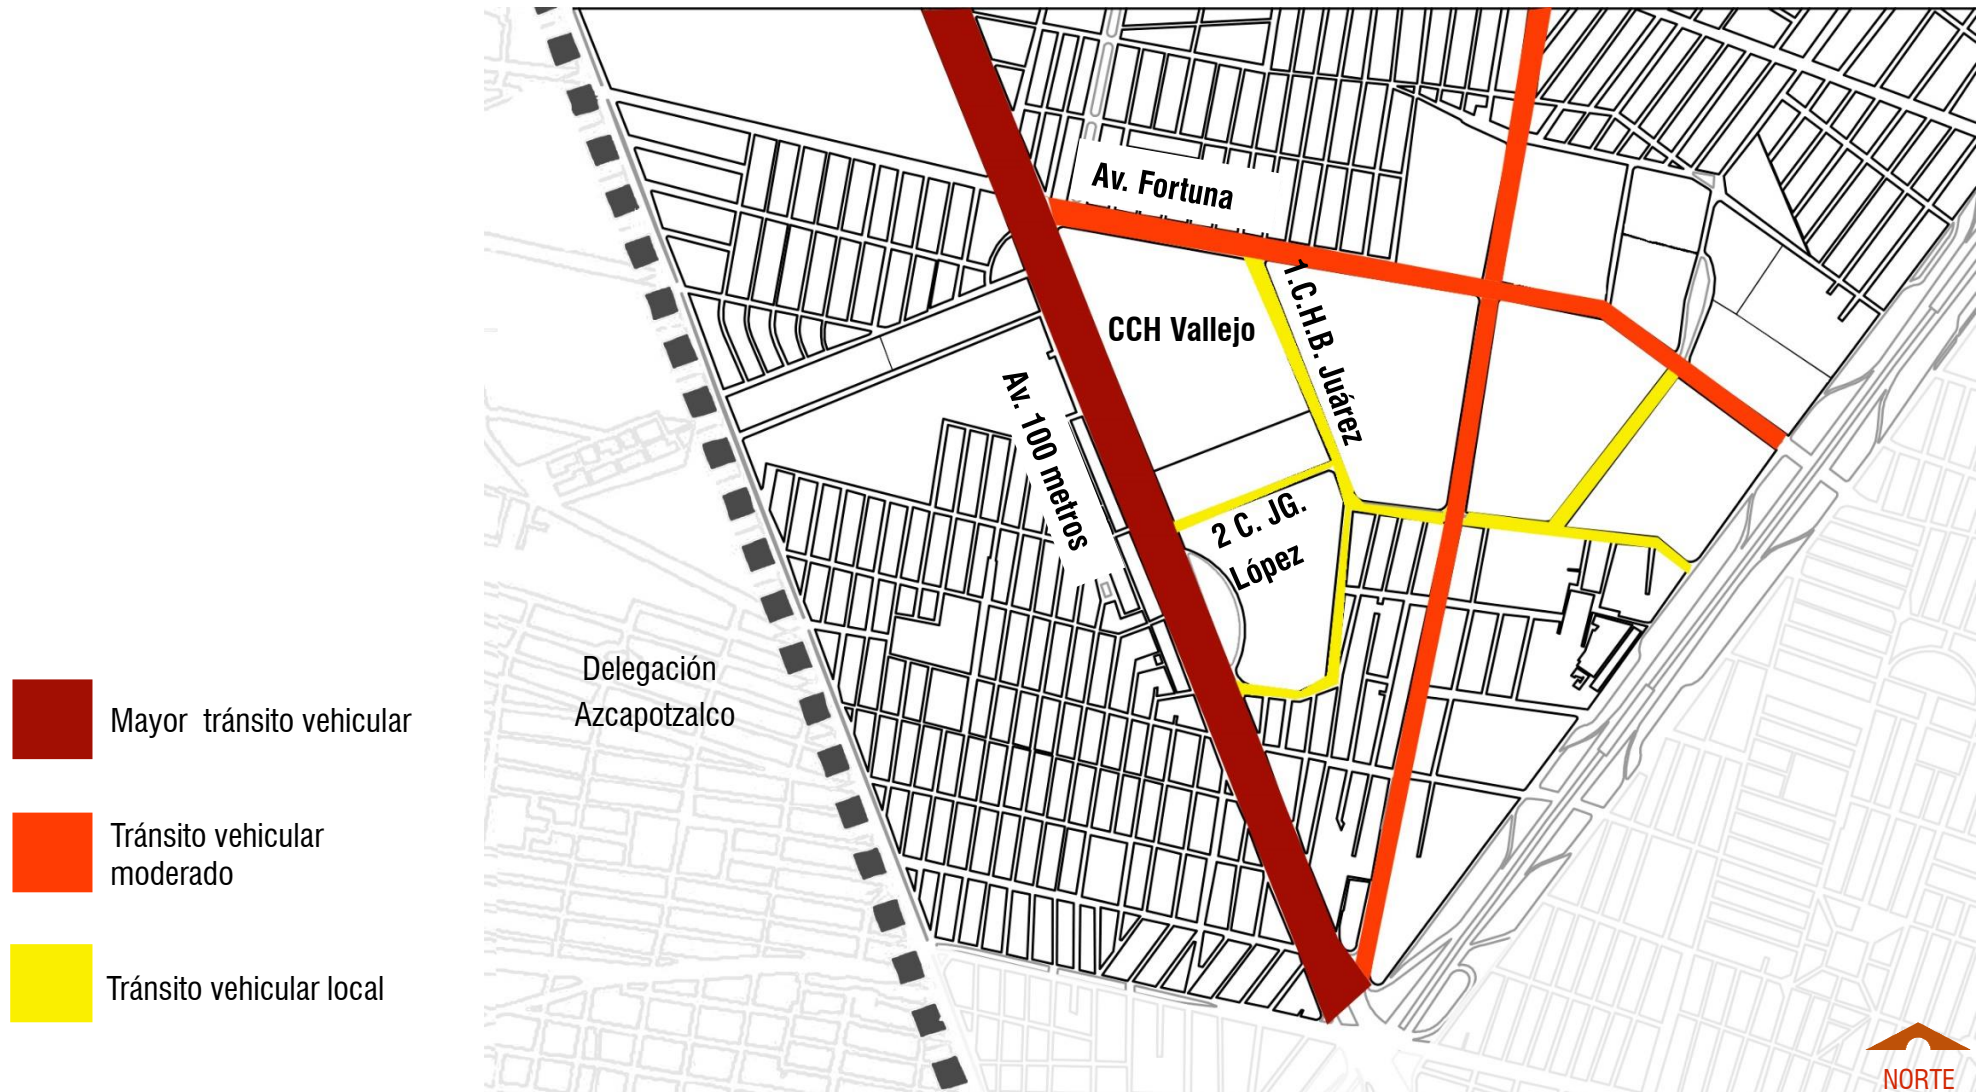 Av. Fortuna
1.C.H.B. Juárez
CCH Vallejo
Av. 100 metros
2 C. JG.
López
Delegación
Azcapotzalco
Mayor tránsito vehicular
Tránsito vehicular
moderado
Tránsito vehicular local
NORTE